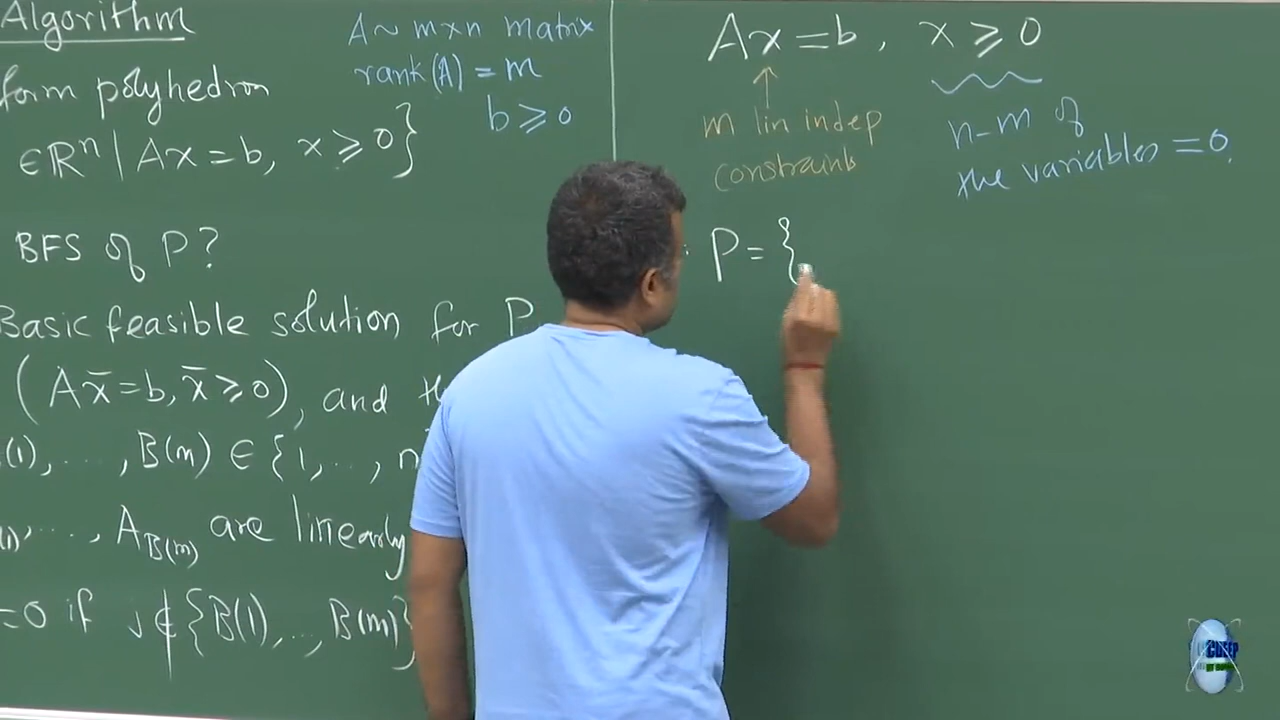 Algorithm
form polyhedron
∈ℝⁿ | Ax = b, x ≥ 0}
A ~ m×n matrix
rank(A) = m
b ≥ 0
BFS of P?
Basic feasible solution for P
(Ax̄ = b, x̄ ≥ 0), and
(1), ..., B(m) ∈ {1, ..., n
, ..., A_B(m) are linearly
=0 if j ∉ {B(1), .., B(m)}
Ax = b, x ≥ 0
↑
m lin indep
constraints
n-m of
the variables = 0.
P = {